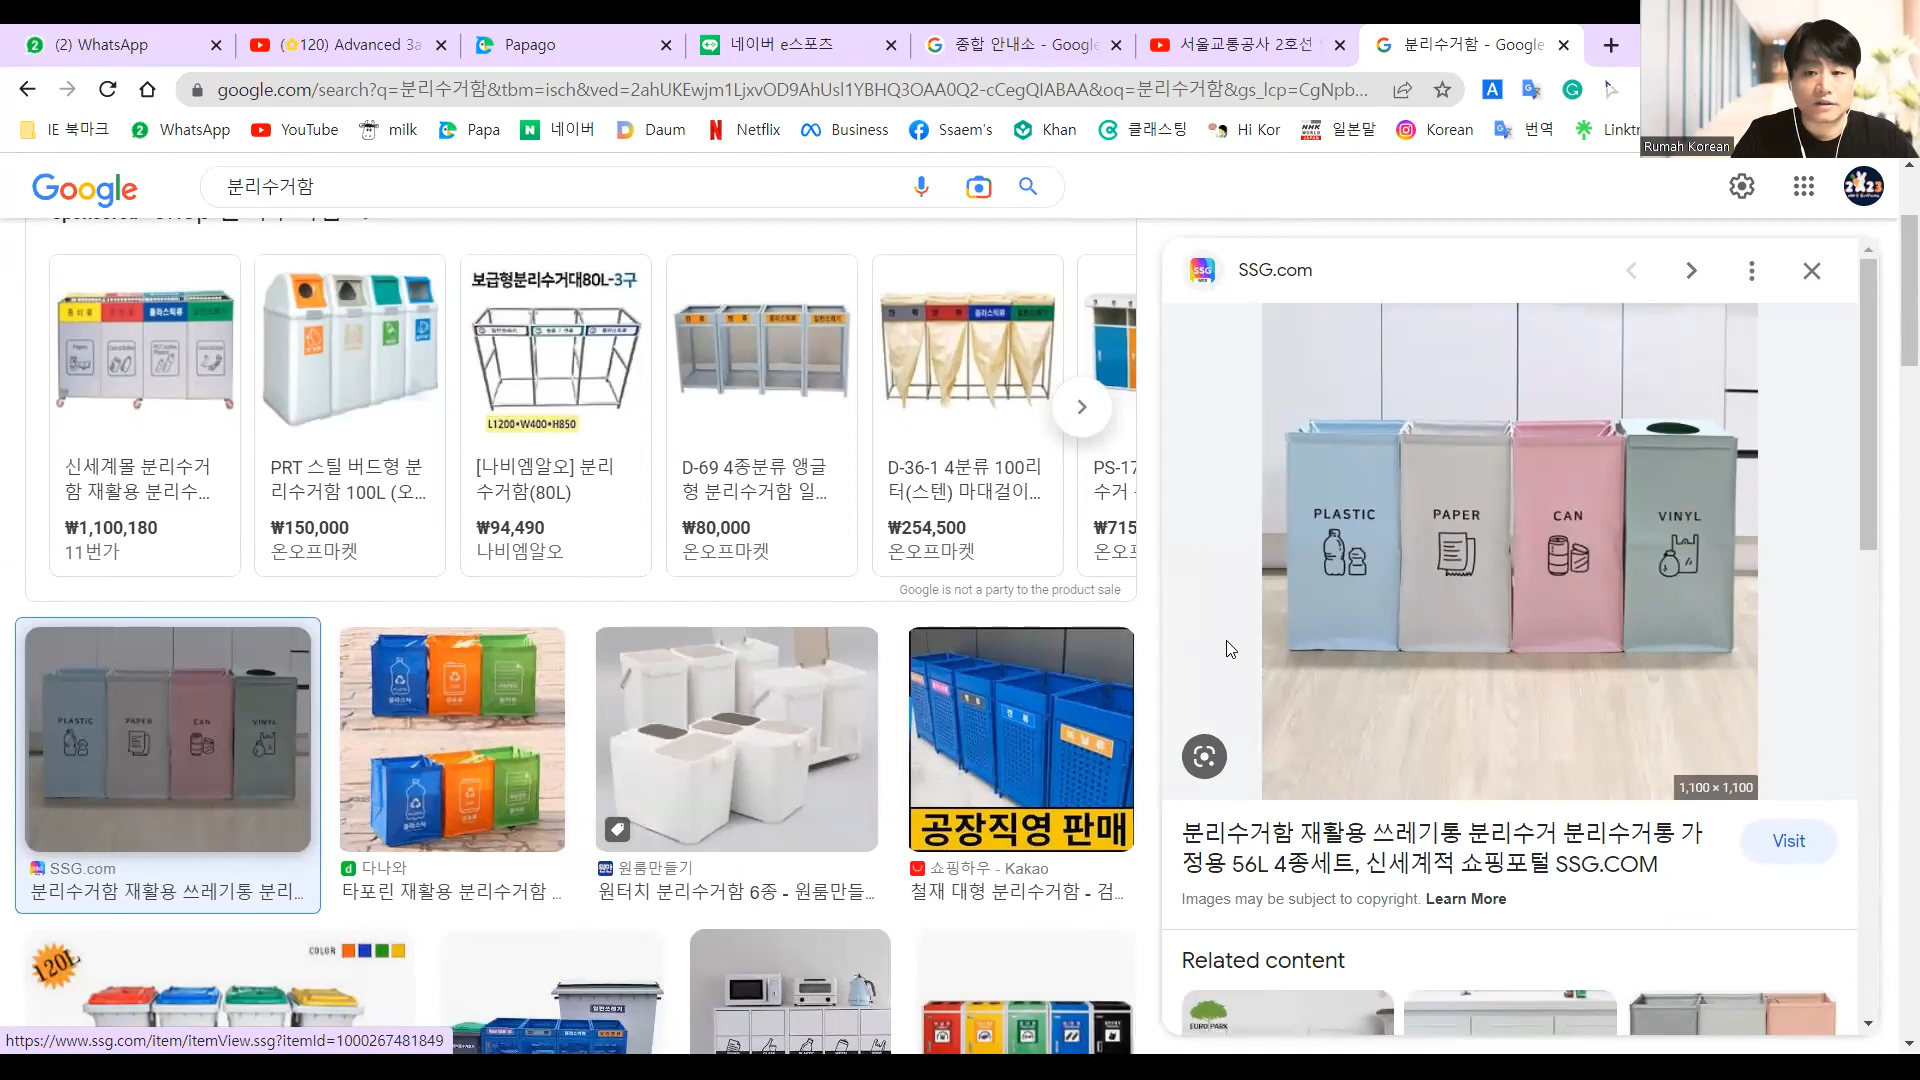 (2) WhatsApp
(120) Advanced 3a
Papago
네이버 e스포츠
종합 안내소 - Google
서울교통공사 2호선
분리수거함 - Google
google.com/search?q=분리수거함&tbm=isch&ved=2ahUKEwjm1LjxvOD9AhUsl1YBHQ3OAA0Q2-cCegQIABAA&oq=분리수거함&gs_lcp=CgNpb...
IE 북마크
WhatsApp
YouTube
milk
Papa
네이버
Daum
Netflix
Business
Ssaem's
Khan
클래스팅
Hi Kor
일본말
Korean
번역
Linktr
Rumah Korean
Google
분리수거함
SSG.com
보급형분리수거대80L-3구
L1200*W400*H850
신세계몰 분리수거
함 재활용 분리수...
₩1,100,180
11번가
PRT 스틸 버드형 분
리수거함 100L (오...
₩150,000
온오프마켓
[나비엠알오] 분리
수거함(80L)
₩94,490
나비엠알오
D-69 4종분류 앵글
형 분리수거함 일...
₩80,000
온오프마켓
D-36-1 4분류 100리
터(스텐) 마대걸이...
₩254,500
온오프마켓
PS-17
수거
₩715
온오프
Google is not a party to the product sale
PLASTIC
PAPER
CAN
VINYL
1,100 × 1,100
PLASTIC
PAPER
CAN
VINYL
공장직영 판매
SSG.com
분리수거함 재활용 쓰레기통 분리...
다나와
타포린 재활용 분리수거함 ...
원룸만들기
원터치 분리수거함 6종 - 원룸만들...
쇼핑하우 - Kakao
철재 대형 분리수거함 - 검...
분리수거함 재활용 쓰레기통 분리수거 분리수거통 가
정용 56L 4종세트, 신세계적 쇼핑포털 SSG.COM
Visit
Images may be subject to copyright. Learn More
Related content
120L
COLOR
EURO PARK
https://www.ssg.com/item/itemView.ssg?itemId=1000267481849